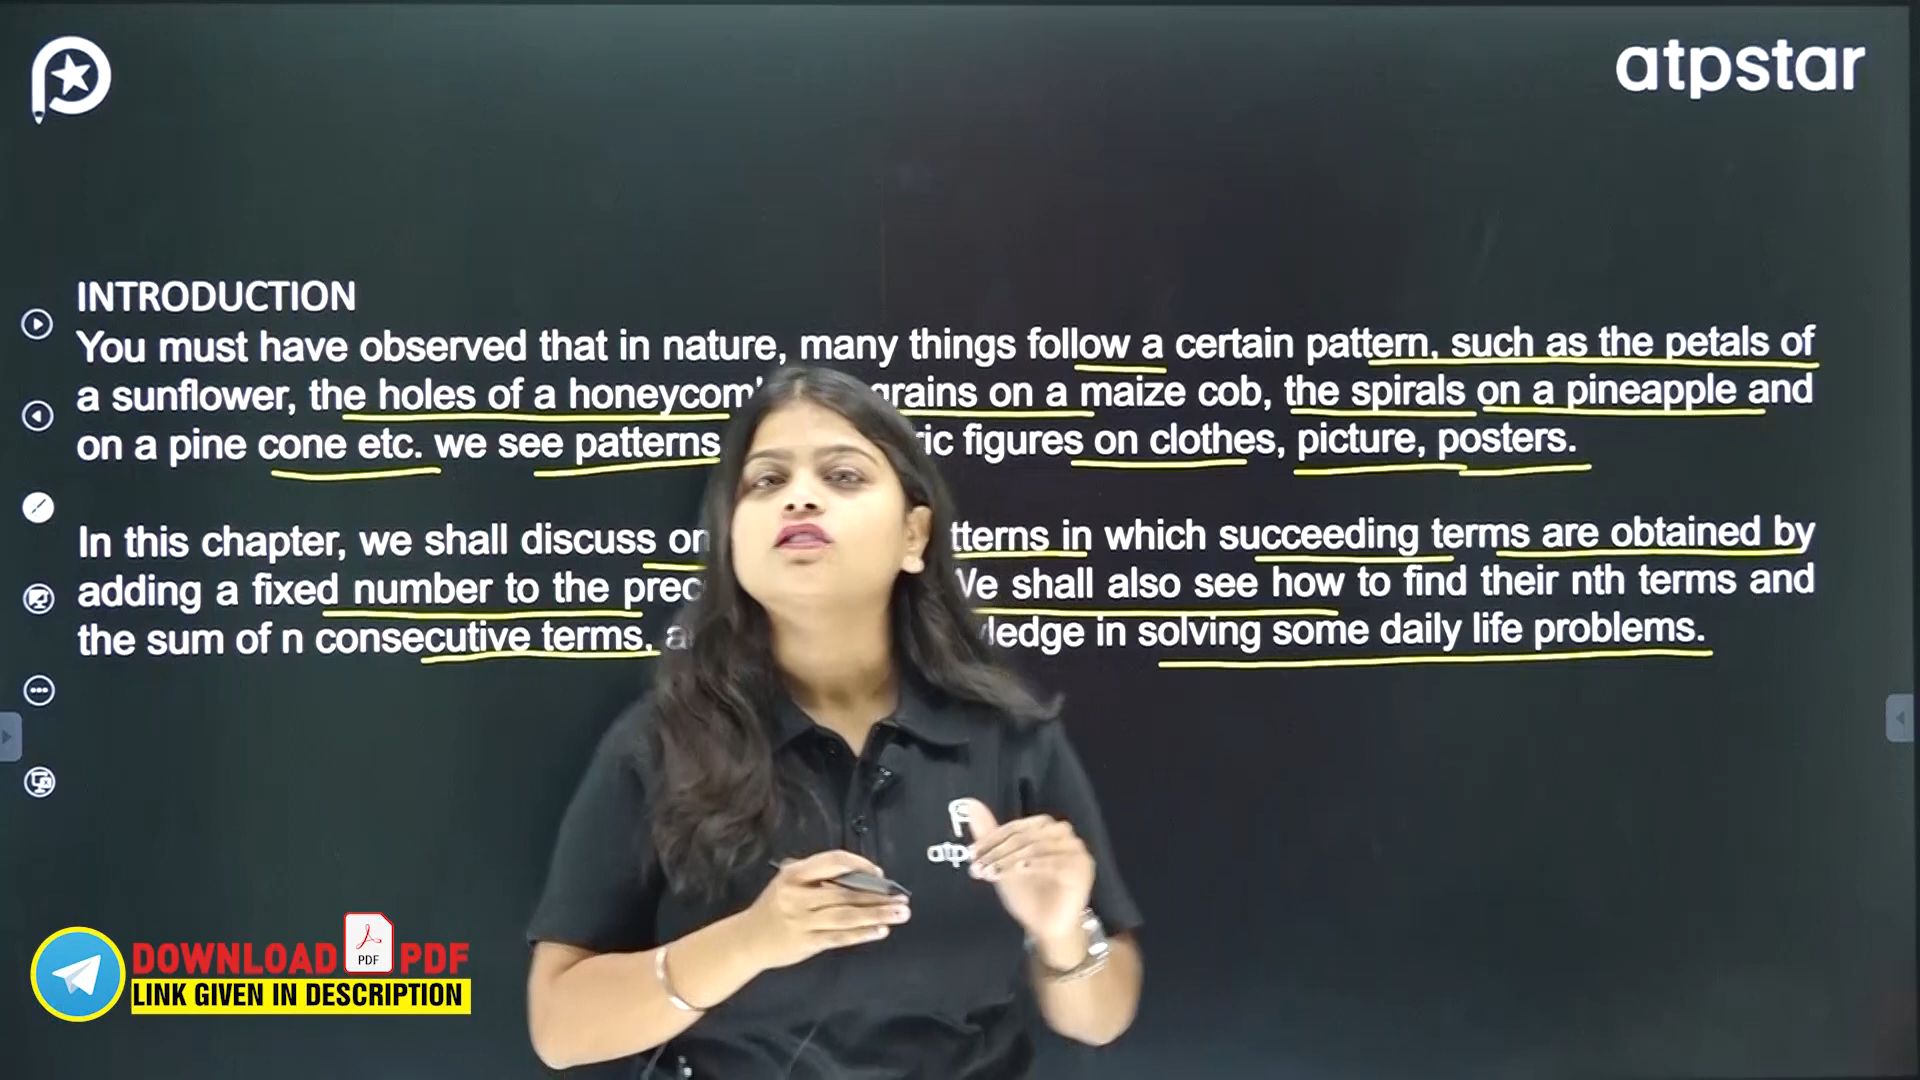 atpstar
INTRODUCTION
You must have observed that in nature, many things follow a certain pattern, such as the petals of
a sunflower, the holes of a honeycom grains on a maize cob, the spirals on a pineapple and
on a pine cone etc. we see patterns ric figures on clothes, picture, posters.
In this chapter, we shall discuss on tterns in which succeeding terms are obtained by
adding a fixed number to the prec We shall also see how to find their nth terms and
the sum of n consecutive terms, a ledge in solving some daily life problems.
atp
DOWNLOAD PDF PDF
LINK GIVEN IN DESCRIPTION